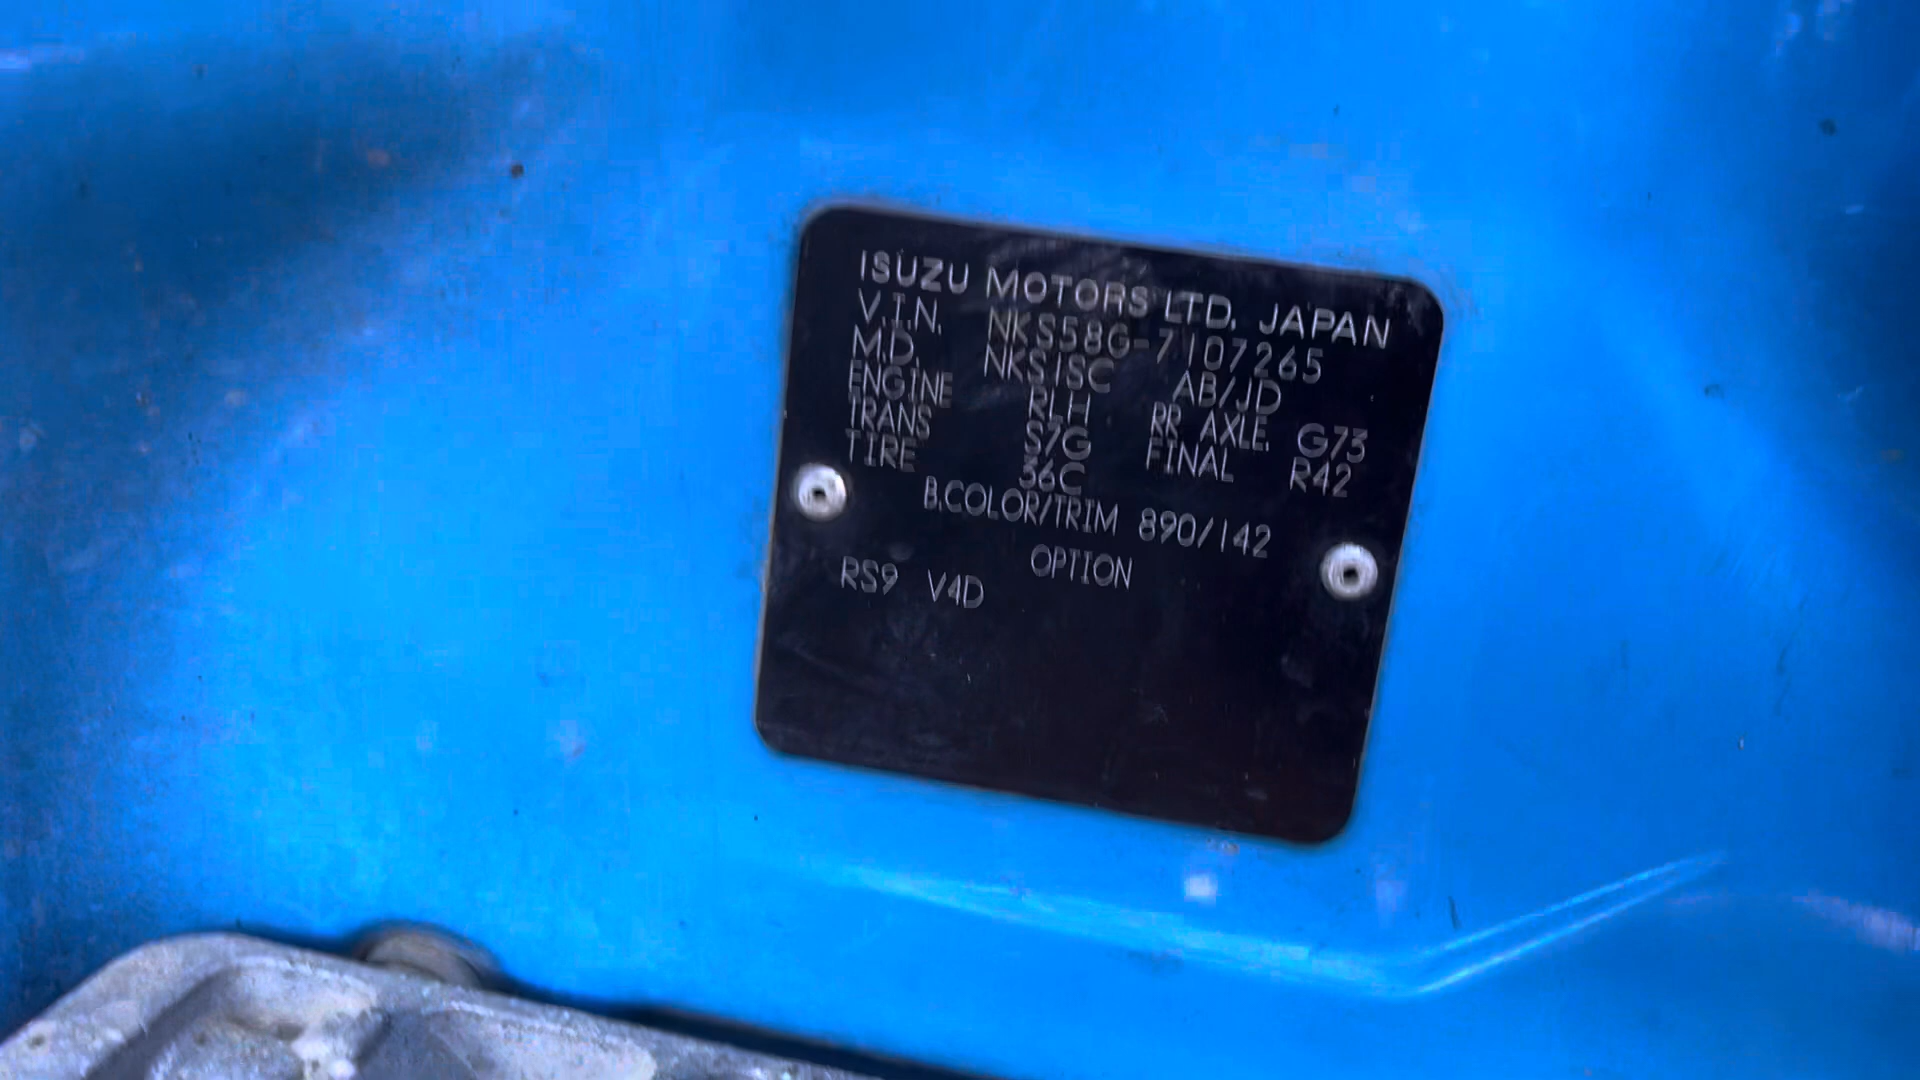 ISUZU MOTORS LTD. JAPAN
V.I.N. NKS58G-7107265
M.D. NKS1SC AB/JD
ENGINE RLH RR AXLE. G73
TRANS S7G FINAL R42
TIRE 36C
B.COLOR/TRIM 890/142
OPTION
RS9 V4D